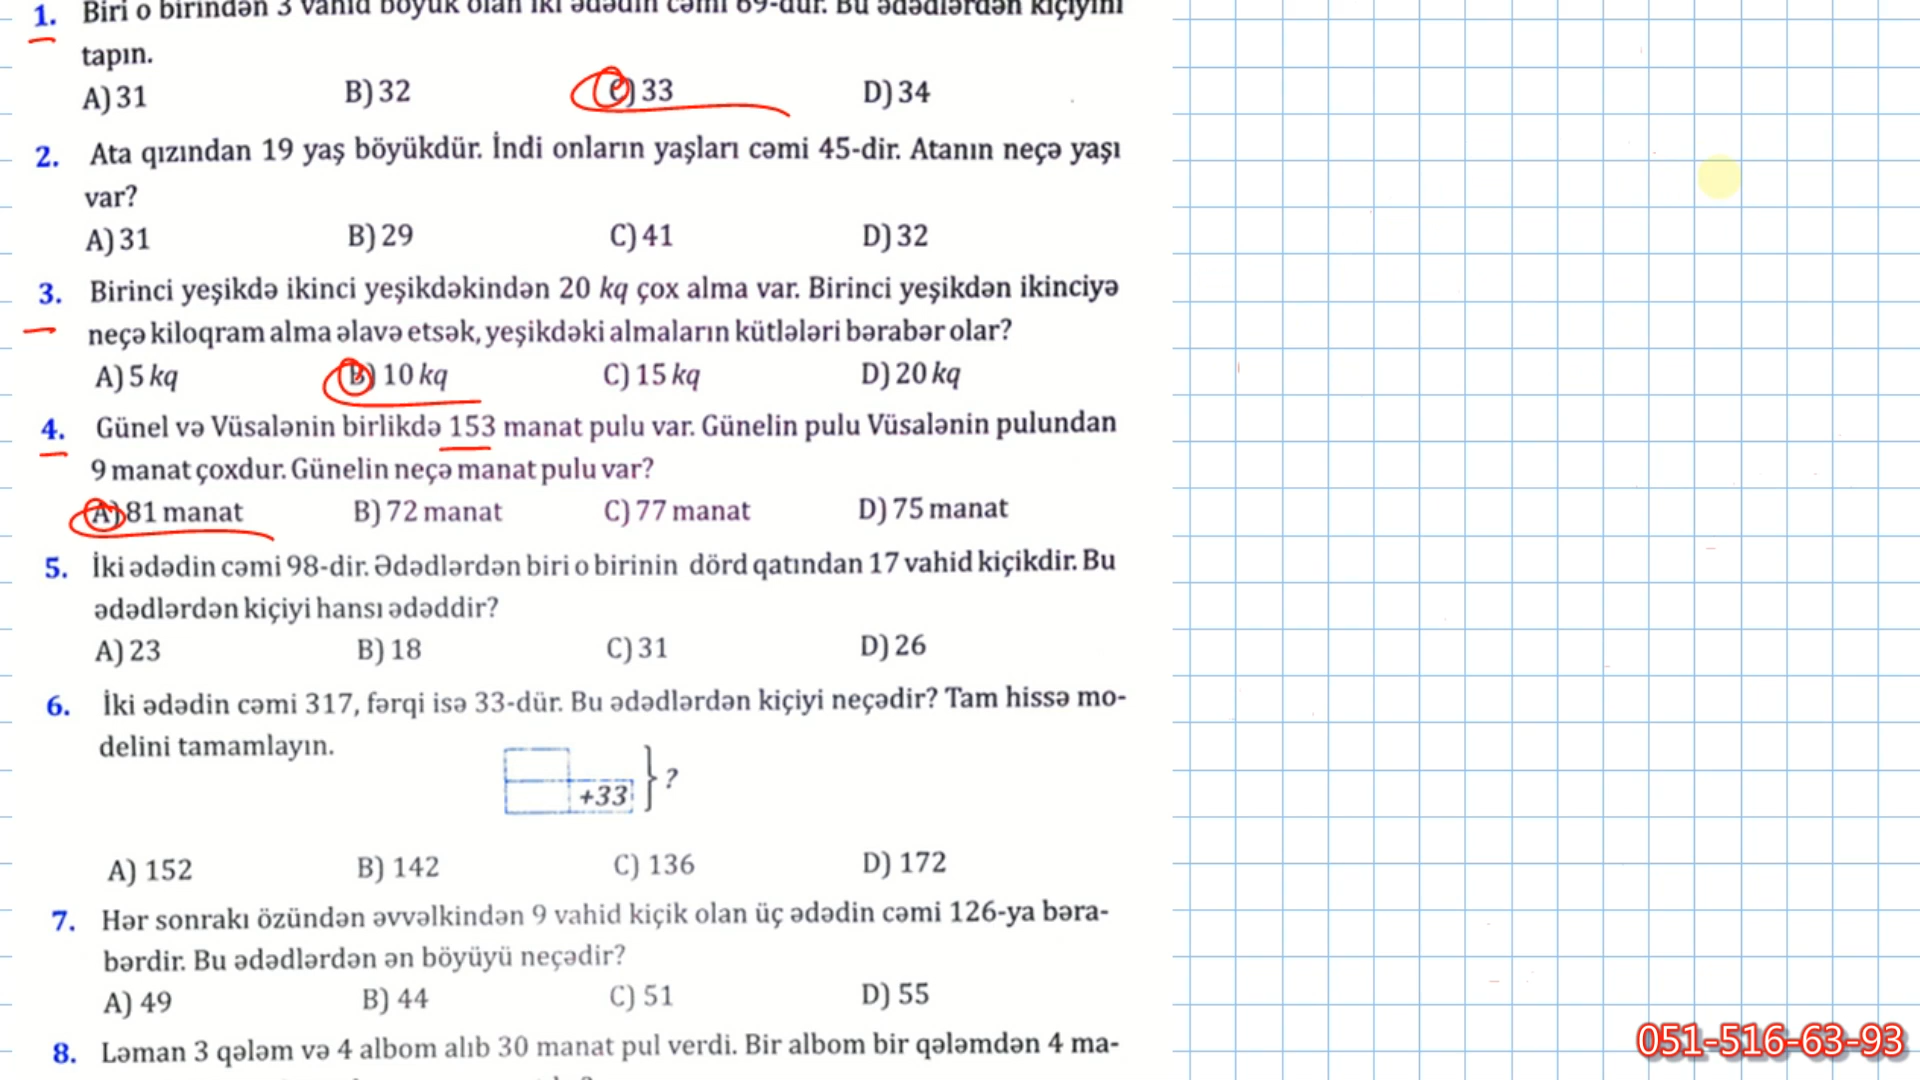 1. Biri o birindən 3 vahid böyük olan iki ədədin cəmi 69-dur. Bu ədədlərdən kiçiyini
tapın.
A) 31 B) 32 C) 33 D) 34
2. Ata qızından 19 yaş böyükdür. İndi onların yaşları cəmi 45-dir. Atanın neçə yaşı
var?
A) 31 B) 29 C) 41 D) 32
3. Birinci yeşikdə ikinci yeşikdəkindən 20 kq çox alma var. Birinci yeşikdən ikinciyə
neçə kiloqram alma əlavə etsək, yeşikdəki almaların kütlələri bərabər olar?
A) 5 kq B) 10 kq C) 15 kq D) 20 kq
4. Günel və Vüsalənin birlikdə 153 manat pulu var. Günelin pulu Vüsalənin pulundan
9 manat çoxdur. Günelin neçə manat pulu var?
A) 81 manat B) 72 manat C) 77 manat D) 75 manat
5. İki ədədin cəmi 98-dir. Ədədlərdən biri o birinin dörd qatından 17 vahid kiçikdir. Bu
ədədlərdən kiçiyi hansı ədəddir?
A) 23 B) 18 C) 31 D) 26
6. İki ədədin cəmi 317, fərqi isə 33-dür. Bu ədədlərdən kiçiyi neçədir? Tam hissə mo-
delini tamamlayın.
+33 } ?
A) 152 B) 142 C) 136 D) 172
7. Hər sonrakı özündən əvvəlkindən 9 vahid kiçik olan üç ədədin cəmi 126-ya bəra-
bərdir. Bu ədədlərdən ən böyüyü neçədir?
A) 49 B) 44 C) 51 D) 55
8. Ləman 3 qələm və 4 albom alıb 30 manat pul verdi. Bir albom bir qələmdən 4 ma-
051-516-63-93